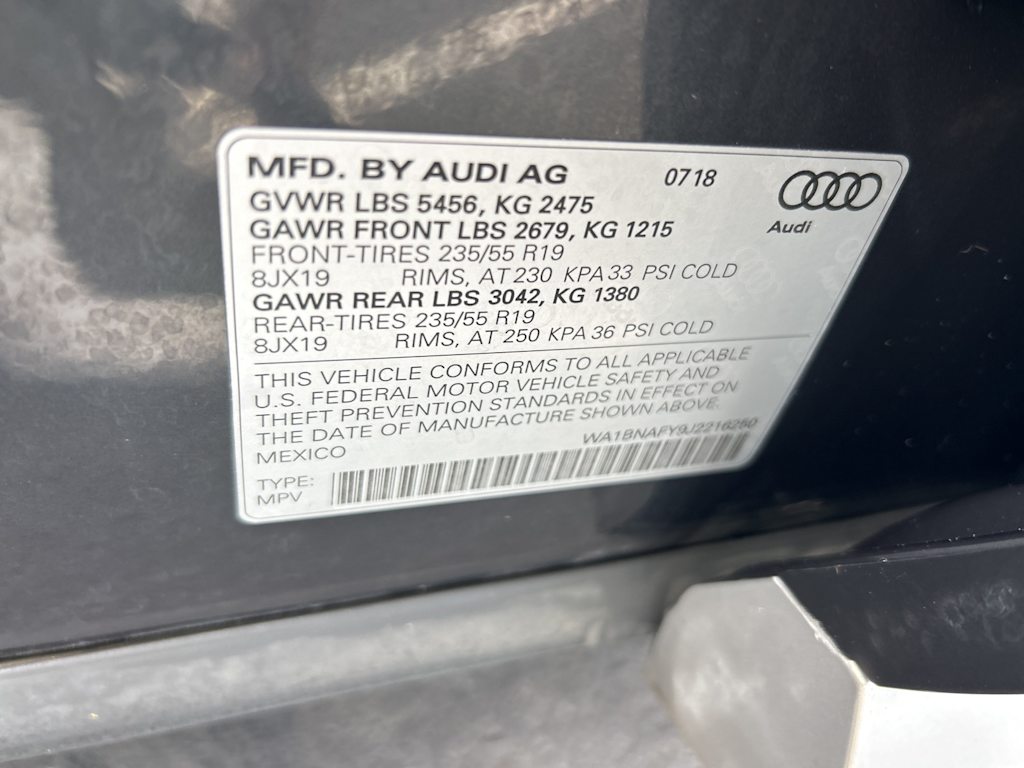 MFD. BY AUDI AG 0718
GVWR LBS 5456, KG 2475
GAWR FRONT LBS 2679, KG 1215
Audi
FRONT-TIRES 235/55 R19
8JX19 RIMS, AT 230 KPA 33 PSI COLD
GAWR REAR LBS 3042, KG 1380
REAR-TIRES 235/55 R19
8JX19 RIMS, AT 250 KPA 36 PSI COLD
THIS VEHICLE CONFORMS TO ALL APPLICABLE
U.S. FEDERAL MOTOR VEHICLE SAFETY AND
THEFT PREVENTION STANDARDS IN EFFECT ON
THE DATE OF MANUFACTURE SHOWN ABOVE.
MEXICO WA1BNAFY9J2216250
TYPE:
MPV